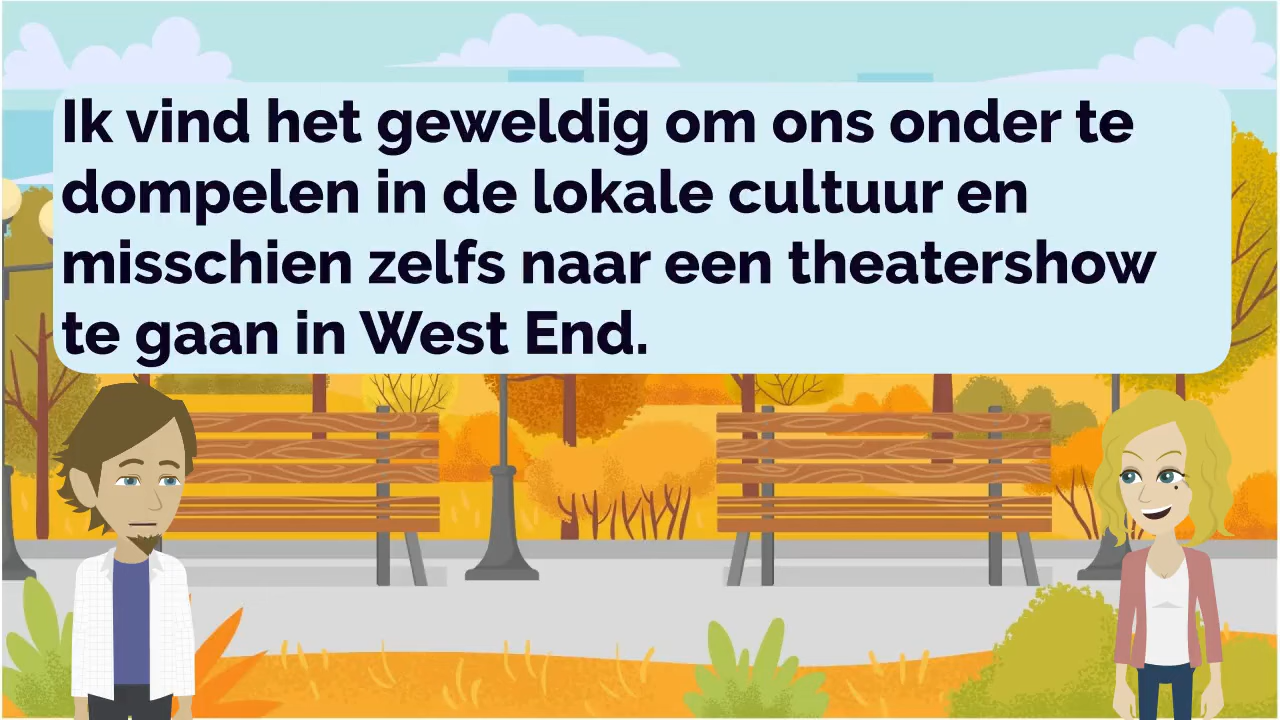 Ik vind het geweldig om ons onder te
dompelen in de lokale cultuur en
misschien zelfs naar een theatershow
te gaan in West End.